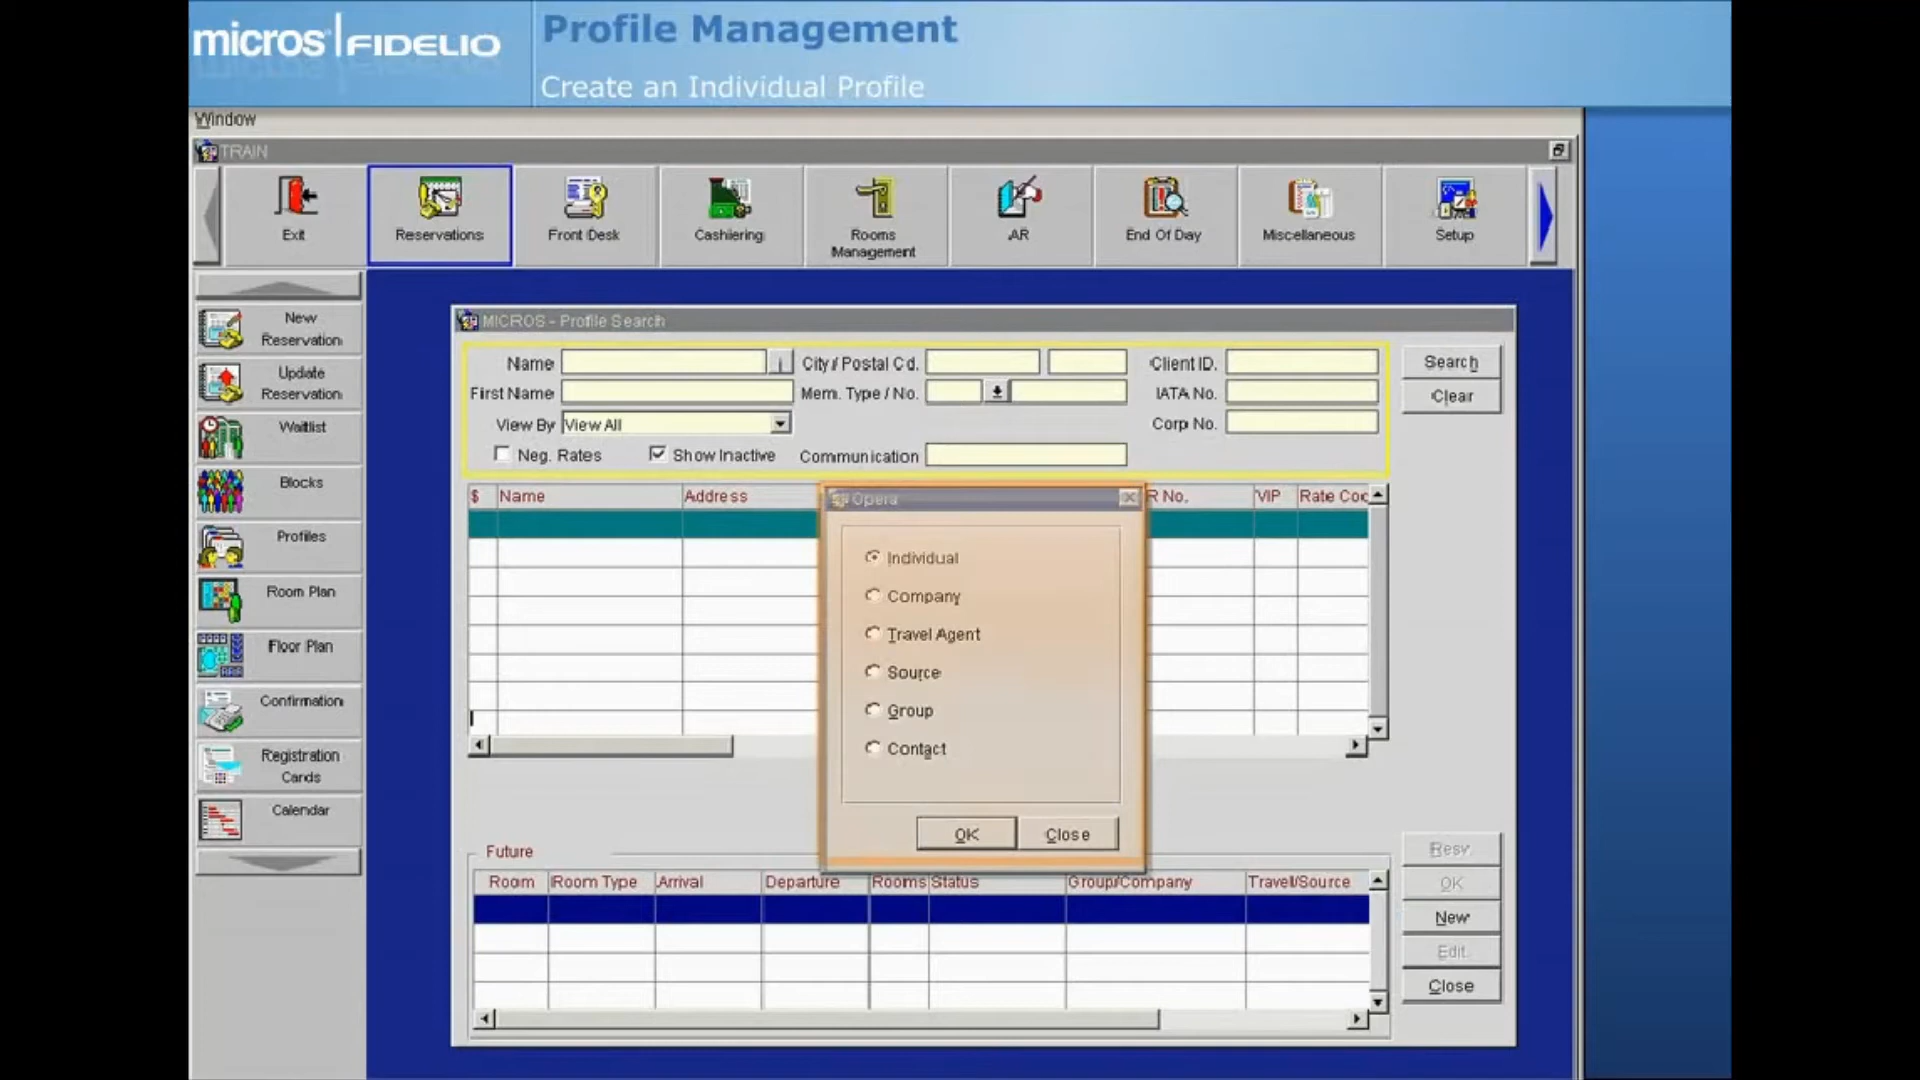 micros FIDELIO
Profile Management
Create an Individual Profile
Window
TRAIN
Exit
Reservations
Front Desk
Cashiering
Rooms
Management
AR
End Of Day
Miscellaneous
Setup
New
Reservation
Update
Reservation
Waitlist
Blocks
Profiles
Room Plan
Floor Plan
Confirmation
Registration
Cards
Calendar
MICROS - Profile Search
Name City / Postal Cd. Client ID. Search
First Name Mem. Type / No. IATA No. Clear
View By View All Corp No.
Neg. Rates Show Inactive Communication
$ Name Address R No. VIP Rate Coc
Opera
Individual
Company
Travel Agent
Source
Group
Contact
OK Close
Future
Room Room Type Arrival Departure Rooms Status Group/Company Travel/Source
Resv.
OK
New
Edit
Close